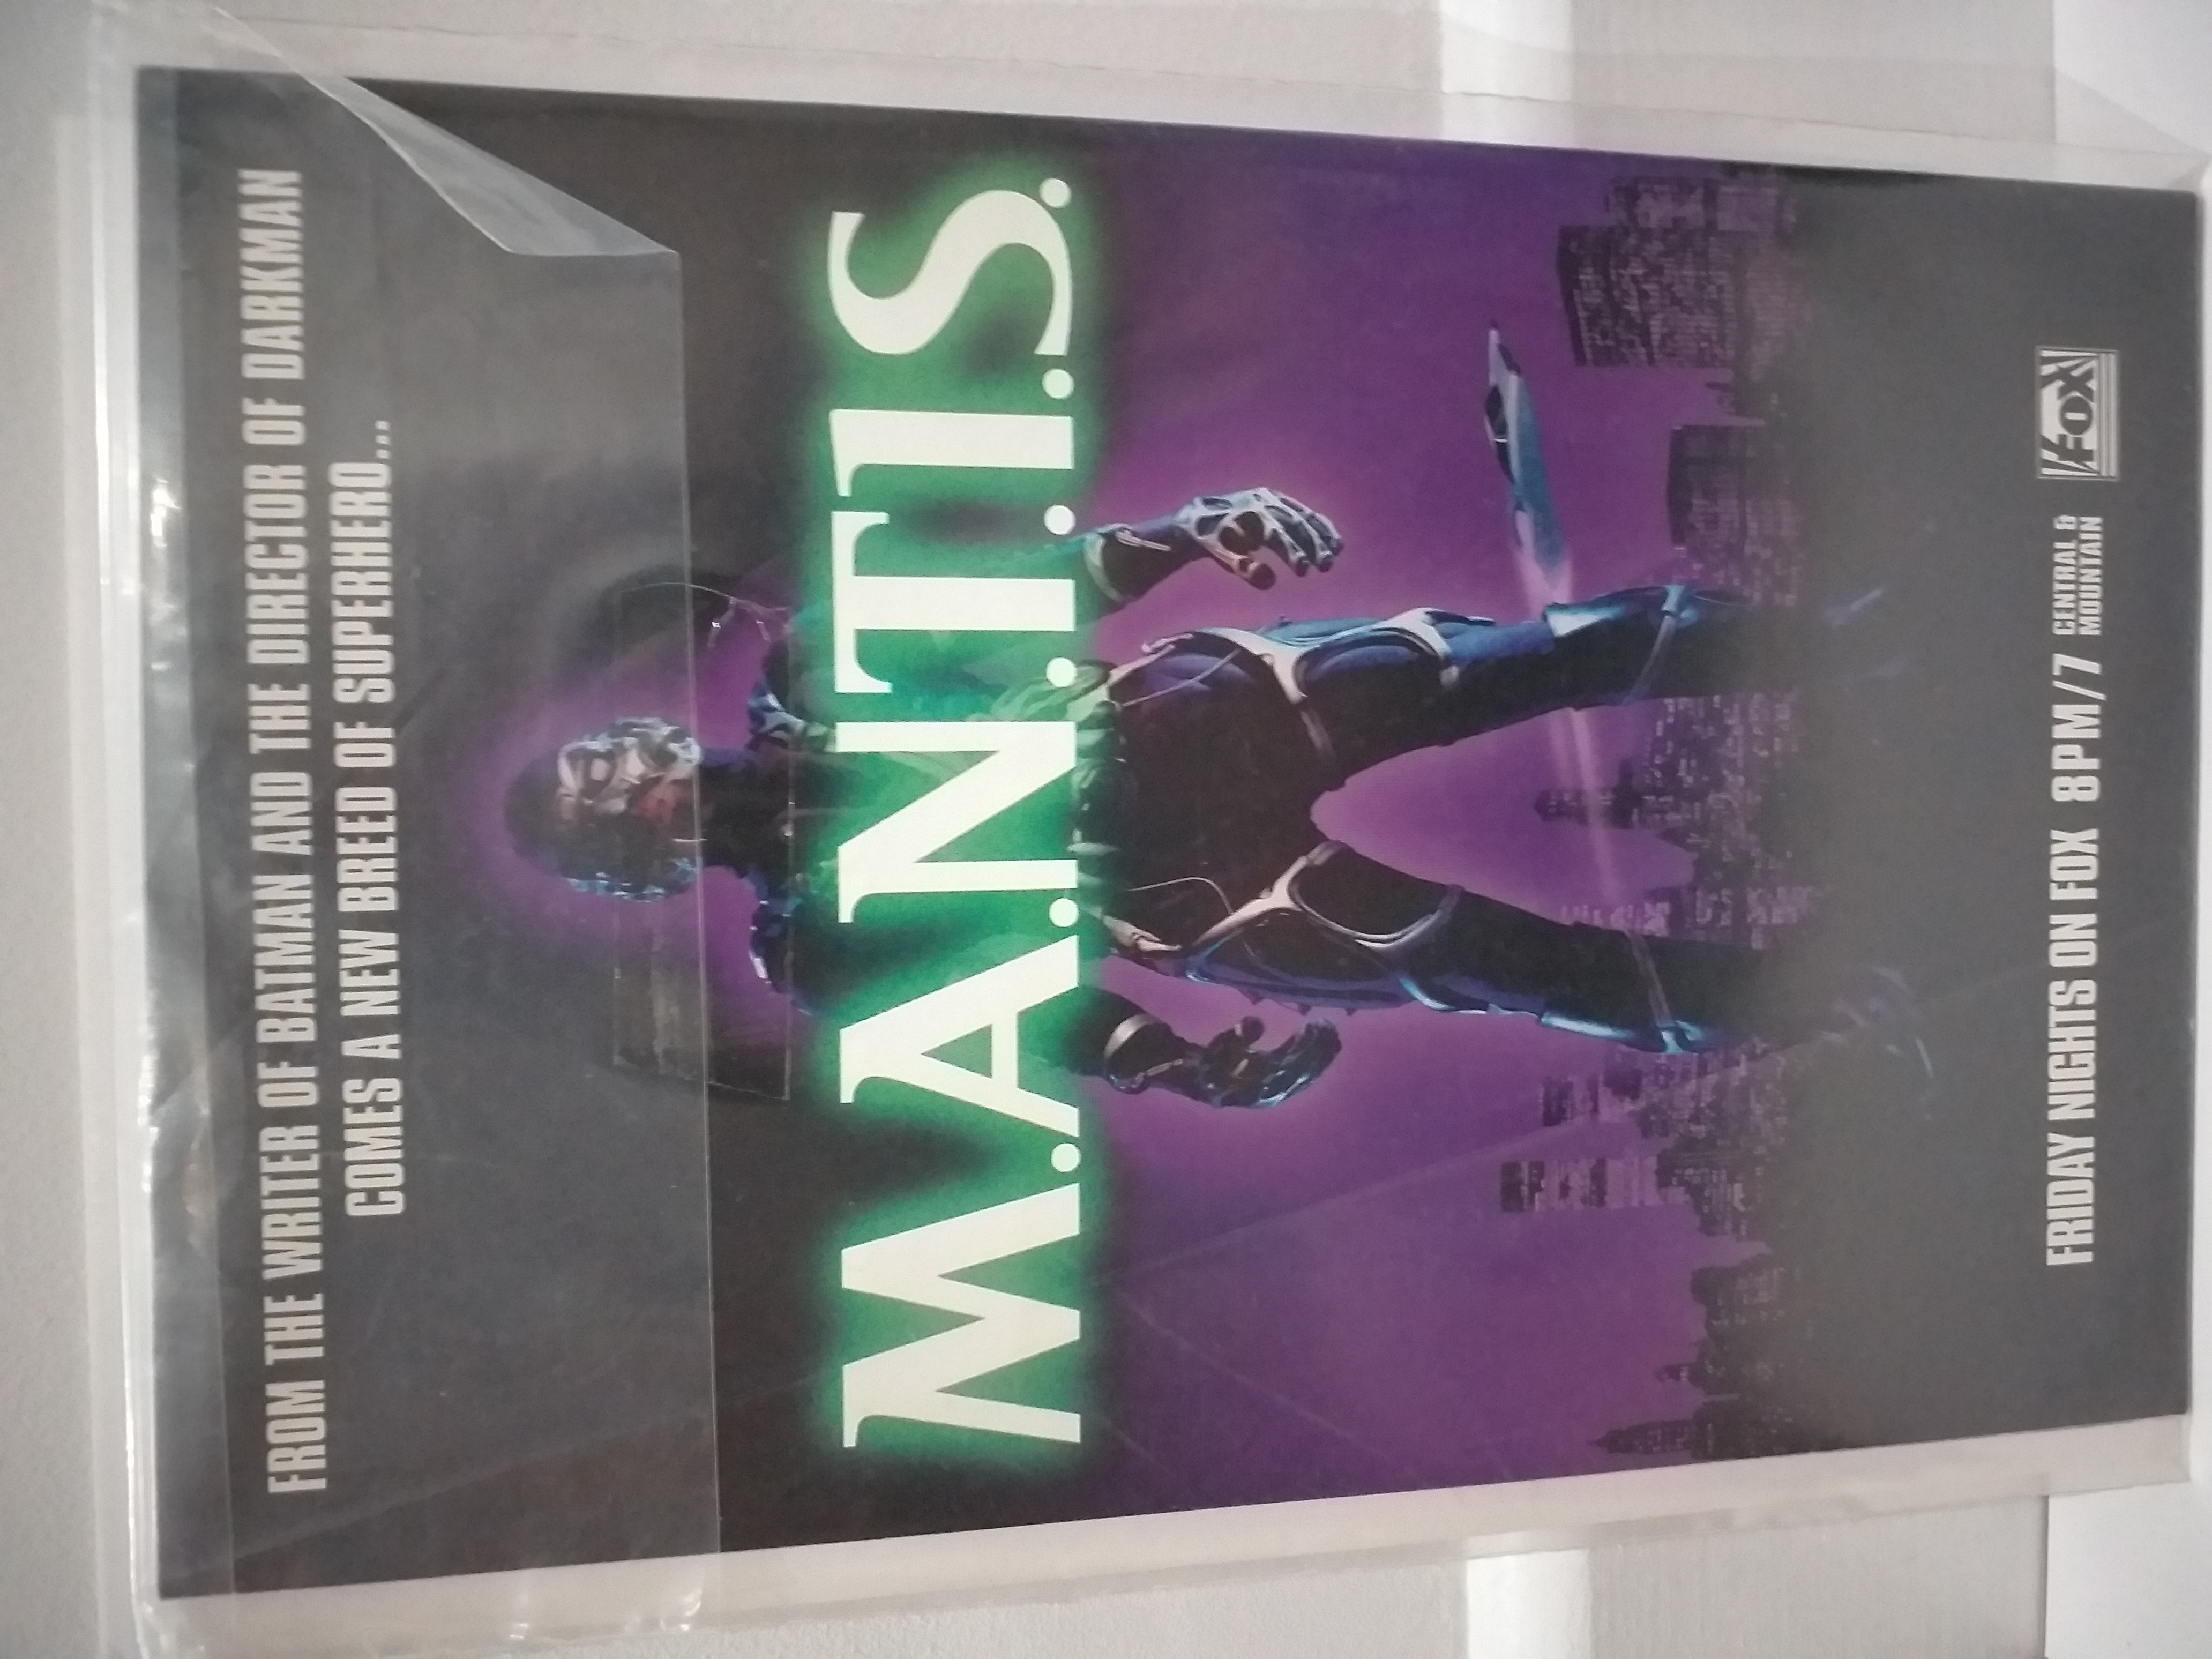 FROM THE WRITER OF BATMAN AND THE DIRECTOR OF DARKMAN
COMES A NEW BREED OF SUPERHERO...
M.A.N.T.I.S.
FRIDAY NIGHTS ON FOX 8PM/7 CENTRAL &
MOUNTAIN
FOX